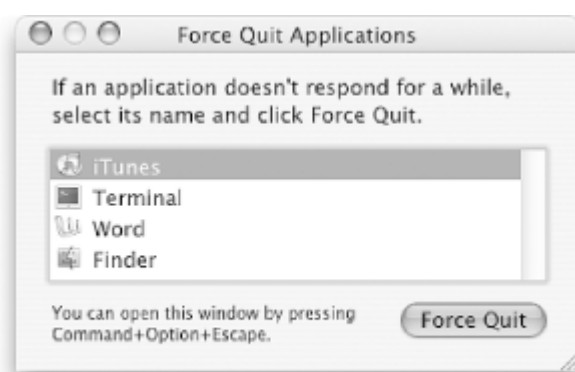 Force Quit Applications
If an application doesn't respond for a while,
select its name and click Force Quit.
iTunes
Terminal
Word
Finder
You can open this window by pressing
Command+Option+Escape.
Force Quit